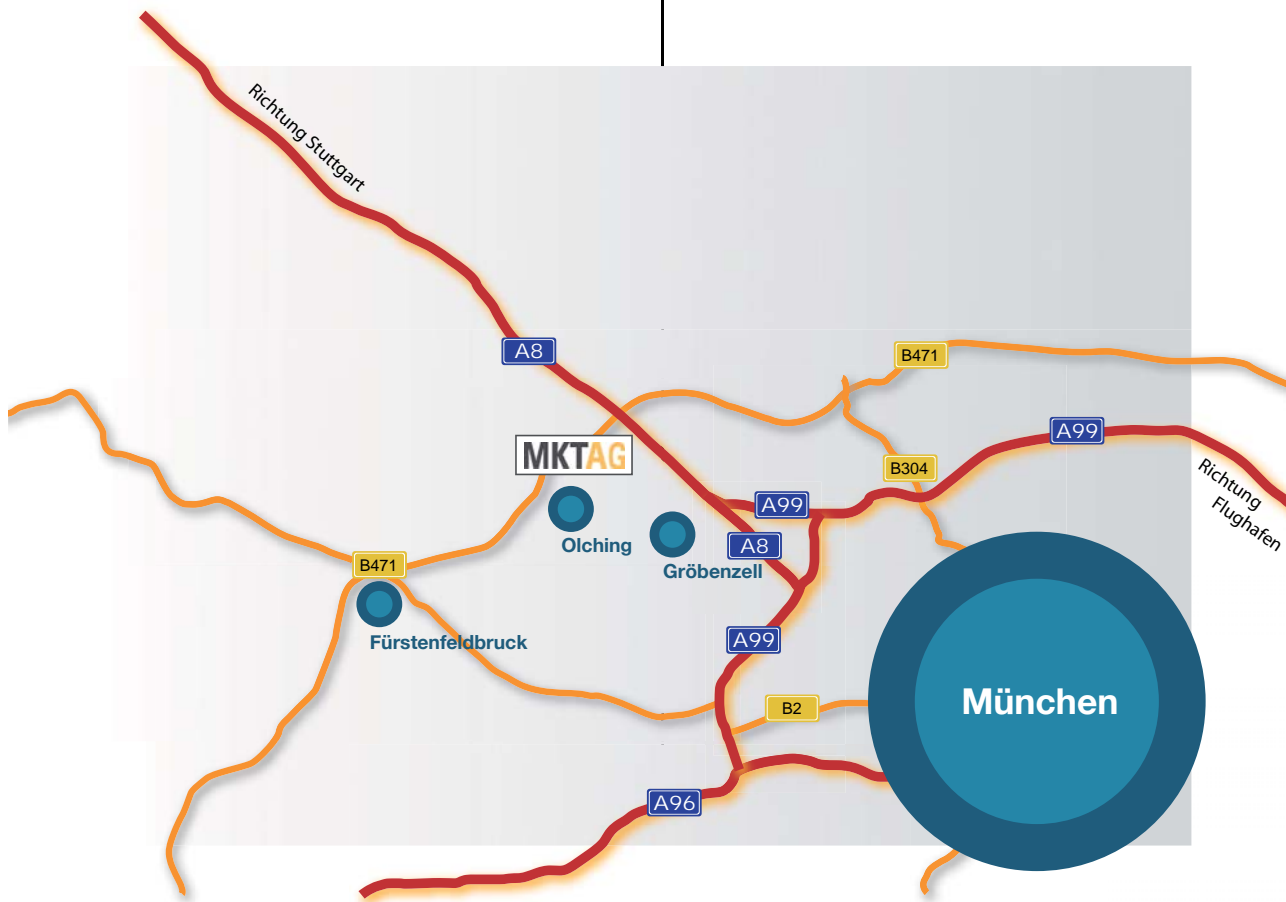 Richtung Stuttgart
A8
B471
A99
MKTAG
B304
Richtung
Flughafen
A99
Olching
A8
Gröbenzell
B471
Fürstenfeldbruck
A99
München
B2
A96